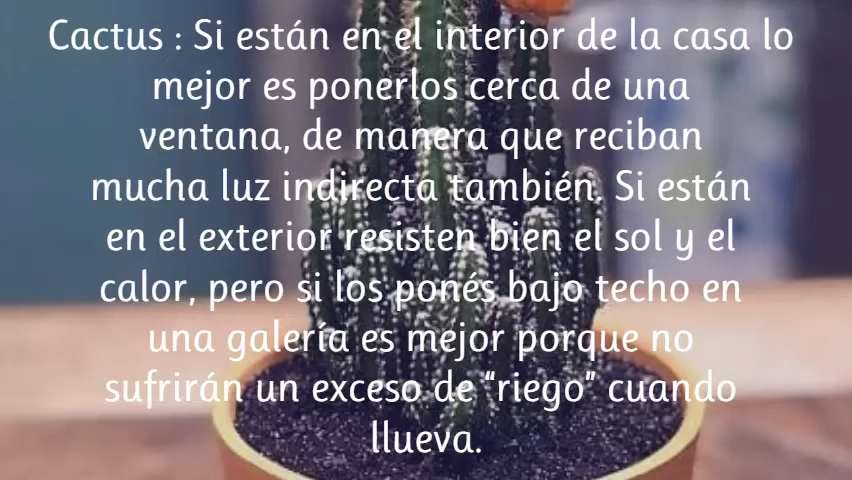 Cactus : Si están en el interior de la casa lo
mejor es ponerlos cerca de una
ventana, de manera que reciban
mucha luz indirecta también. Si están
en el exterior resisten bien el sol y el
calor, pero si los ponés bajo techo en
una galería es mejor porque no
sufrirán un exceso de “riego” cuando
llueva.